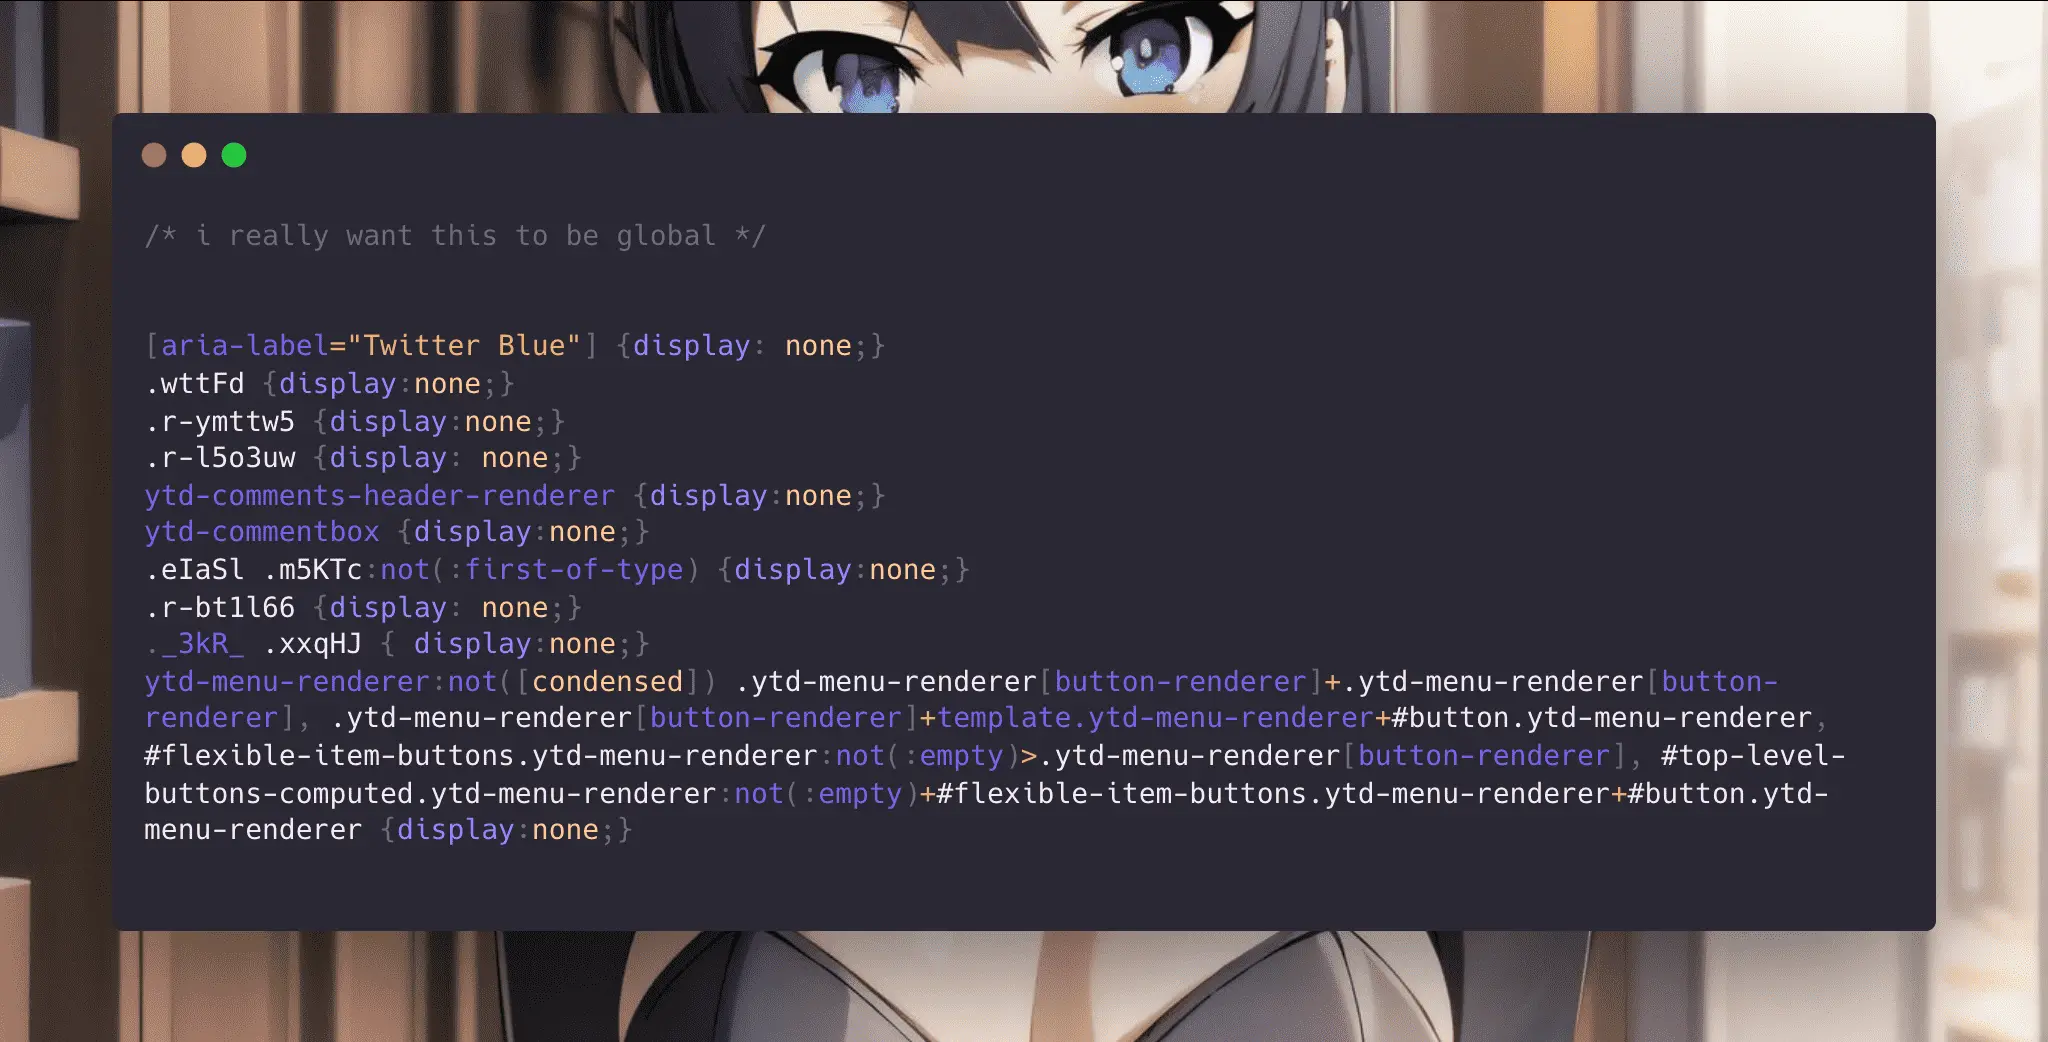 /* i really want this to be global */
[aria-label="Twitter Blue"] {display: none;}
.wttFd {display:none;}
.r-ymttw5 {display:none;}
.r-l5o3uw {display: none;}
ytd-comments-header-renderer {display:none;}
ytd-commentbox {display:none;}
.eIaSl .m5KTc:not(:first-of-type) {display:none;}
.r-bt1l66 {display: none;}
._3kR_ .xxqHJ { display:none;}
ytd-menu-renderer:not([condensed]) .ytd-menu-renderer[button-renderer]+.ytd-menu-renderer[button-
renderer], .ytd-menu-renderer[button-renderer]+template.ytd-menu-renderer+#button.ytd-menu-renderer,
#flexible-item-buttons.ytd-menu-renderer:not(:empty)>.ytd-menu-renderer[button-renderer], #top-level-
buttons-computed.ytd-menu-renderer:not(:empty)+#flexible-item-buttons.ytd-menu-renderer+#button.ytd-
menu-renderer {display:none;}